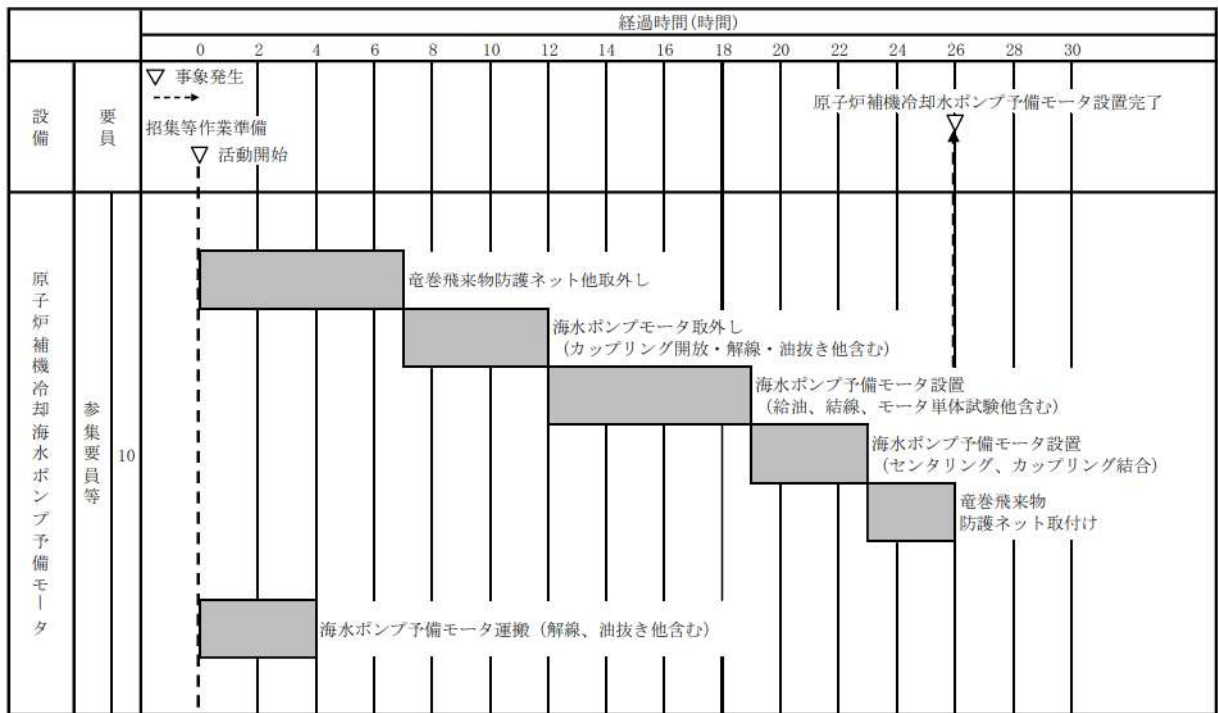 経過時間(時間)
0 2 4 6 8 10 12 14 16 18 20 22 24 26 28 30
設備
要員
▽ 事象発生
招集等作業準備
▽ 活動開始
原子炉補機冷却水ポンプ予備モータ設置完了
▽
原子炉補機冷却海水ポンプ予備モータ
参集要員等
10
竜巻飛来物防護ネット他取外し
海水ポンプモータ取外し
(カップリング開放・解線・油抜き他含む)
海水ポンプ予備モータ設置
(給油、結線、モータ単体試験他含む)
海水ポンプ予備モータ設置
(センタリング、カップリング結合)
竜巻飛来物
防護ネット取付け
海水ポンプ予備モータ運搬(解線、油抜き他含む)